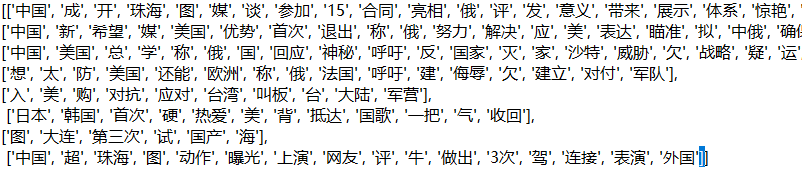 [['中国', '成', '开', '珠海', '图', '媒', '谈', '参加', '15', '合同', '亮相', '俄', '评', '发', '意义', '带来', '展示', '体系', '惊艳',
['中国', '新', '希望', '媒', '美国', '优势', '首次', '退出', '称', '俄', '努力', '解决', '应', '美', '表达', '瞄准', '拟', '中俄',
['中国', '美国', '总', '学', '称', '俄', '国', '回应', '神秘', '呼吁', '反', '国家', '灭', '家', '沙特', '威胁', '欠', '战略', '疑', '运
['想', '太', '防', '美国', '还能', '欧洲', '称', '俄', '法国', '呼吁', '建', '侮辱', '欠', '建立', '对付', '军队'],
['入', '美', '购', '对抗', '应对', '台湾', '叫板', '台', '大陆', '军营'],
['日本', '韩国', '首次', '硬', '热爱', '美', '背', '抵达', '国歌', '一把', '气', '收回'],
['图', '大连', '第三次', '试', '国产', '海'],
['中国', '超', '珠海', '图', '动作', '曝光', '上演', '网友', '评', '牛', '做出', '3次', '驾', '连接', '表演', '外国']]